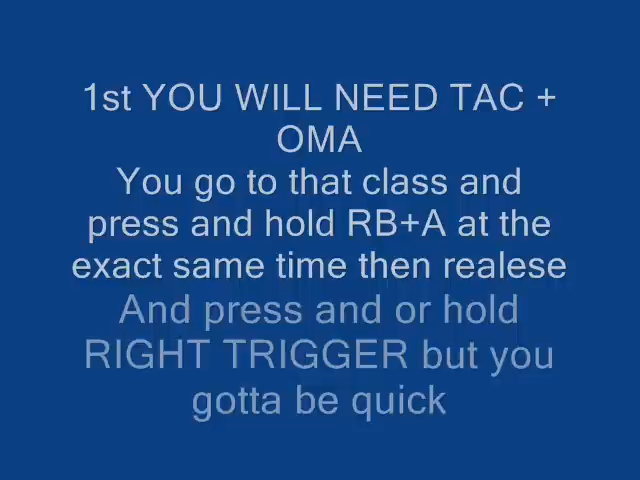 1st YOU WILL NEED TAC +
OMA
You go to that class and
press and hold RB+A at the
exact same time then realese
And press and or hold
RIGHT TRIGGER but you
gotta be quick